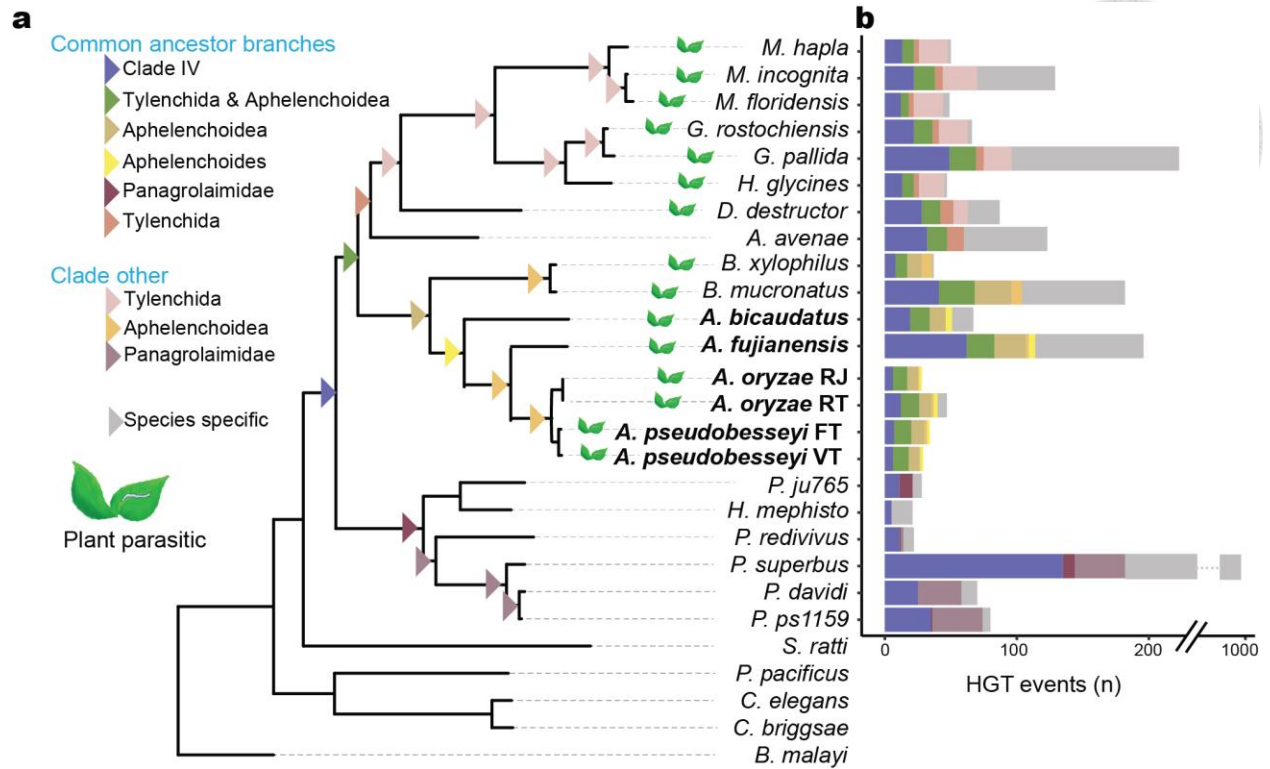 a
Common ancestor branches
Clade IV
Tylenchida & Aphelenchoidea
Aphelenchoidea
Aphelenchoides
Panagrolaimidae
Tylenchida
Clade other
Tylenchida
Aphelenchoidea
Panagrolaimidae
Species specific
Plant parasitic
M. hapla
M. incognita
M. floridensis
G. rostochiensis
G. pallida
H. glycines
D. destructor
A. avenae
B. xylophilus
B. mucronatus
A. bicaudatus
A. fujianensis
A. oryzae RJ
A. oryzae RT
A. pseudobesseyi FT
A. pseudobesseyi VT
P. ju765
H. mephisto
P. redivivus
P. superbus
P. davidi
P. ps1159
S. ratti
P. pacificus
C. elegans
C. briggsae
B. malayi
b
0 100 200 1000
HGT events (n)